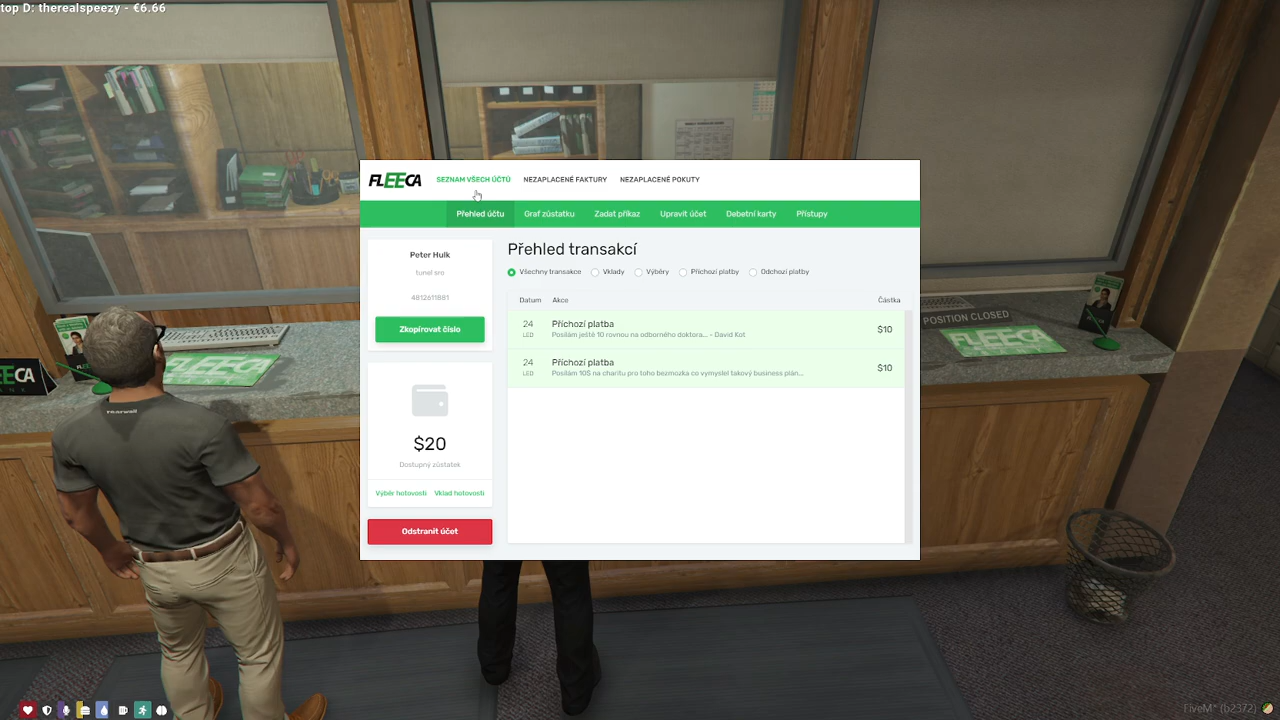 top D: therealspeezy - €6.66
FLEECA
SEZNAM VŠECH ÚČTŮ
NEZAPLACENÉ FAKTURY
NEZAPLACENÉ POKUTY
Přehled účtu
Graf zůstatku
Zadat příkaz
Upravit účet
Debetní karty
Přístupy
Peter Hulk
tunel sro
4812611881
Zkopírovat číslo
$20
Dostupný zůstatek
Výběr hotovosti
Vklad hotovosti
Odstranit účet
Přehled transakcí
Všechny transakce
Vklady
Výběry
Příchozí platby
Odchozí platby
Datum
Akce
Částka
24
LED
Příchozí platba
Posílám ještě 10 rovnou na odborného doktora... - David Kot
$10
24
LED
Příchozí platba
Posílám 10$ na charitu pro toho bezmozka co vymyslel takový business plán...
$10
POSITION CLOSED
FiveM* (b2372)